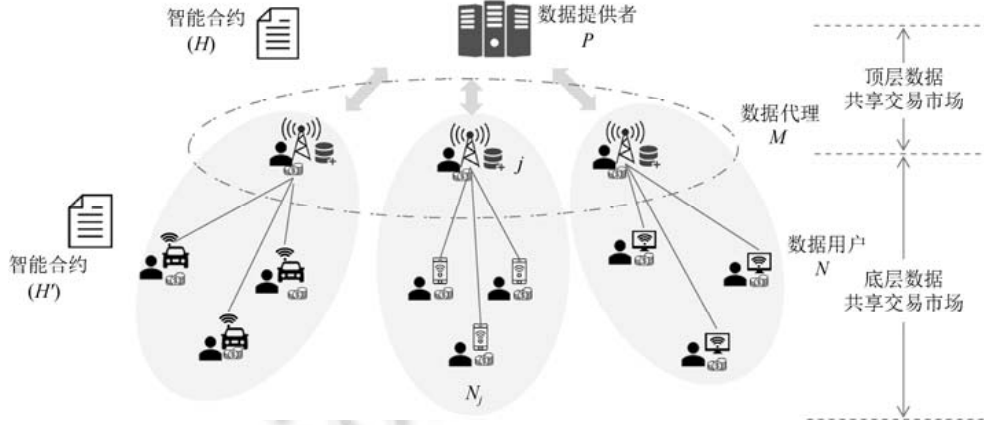 智能合约
(H)
数据提供者
P
顶层数据
共享交易市场
数据代理
M
j
智能合约
(H′)
数据用户
N
底层数据
共享交易市场
N_j